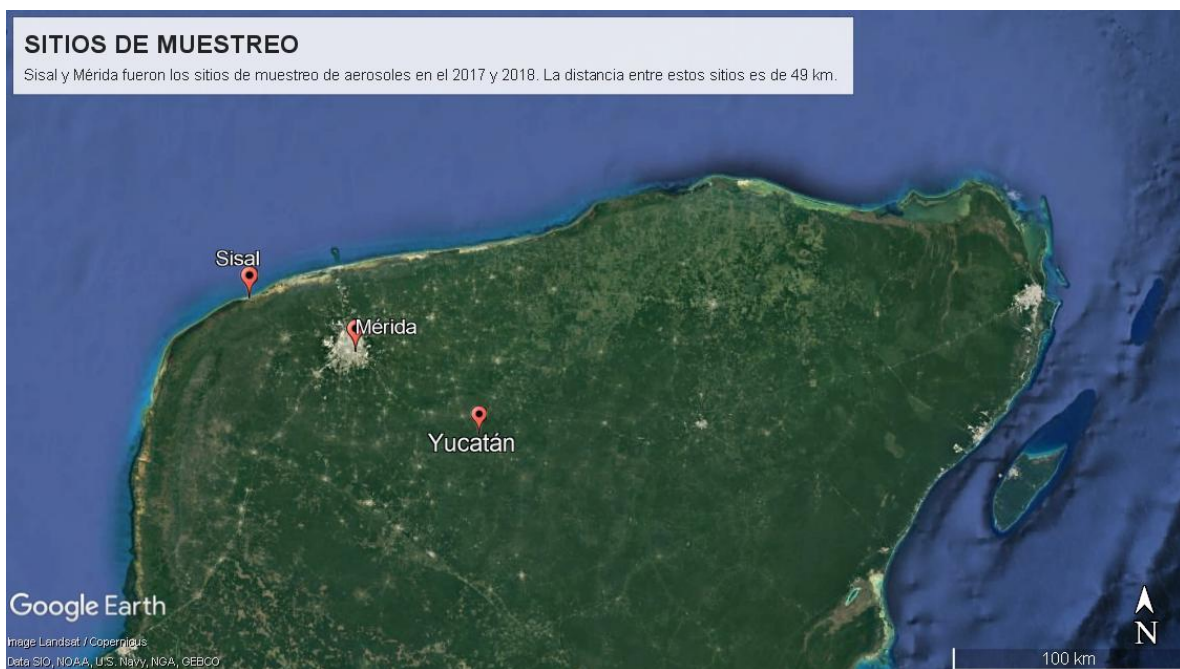 SITIOS DE MUESTREO
Sisal y Mérida fueron los sitios de muestreo de aerosoles en el 2017 y 2018. La distancia entre estos sitios es de 49 km.
Sisal
Mérida
Yucatán
Google Earth
Image Landsat / Copernicus
Data SIO, NOAA, U.S. Navy, NGA, GEBCO
N
100 km